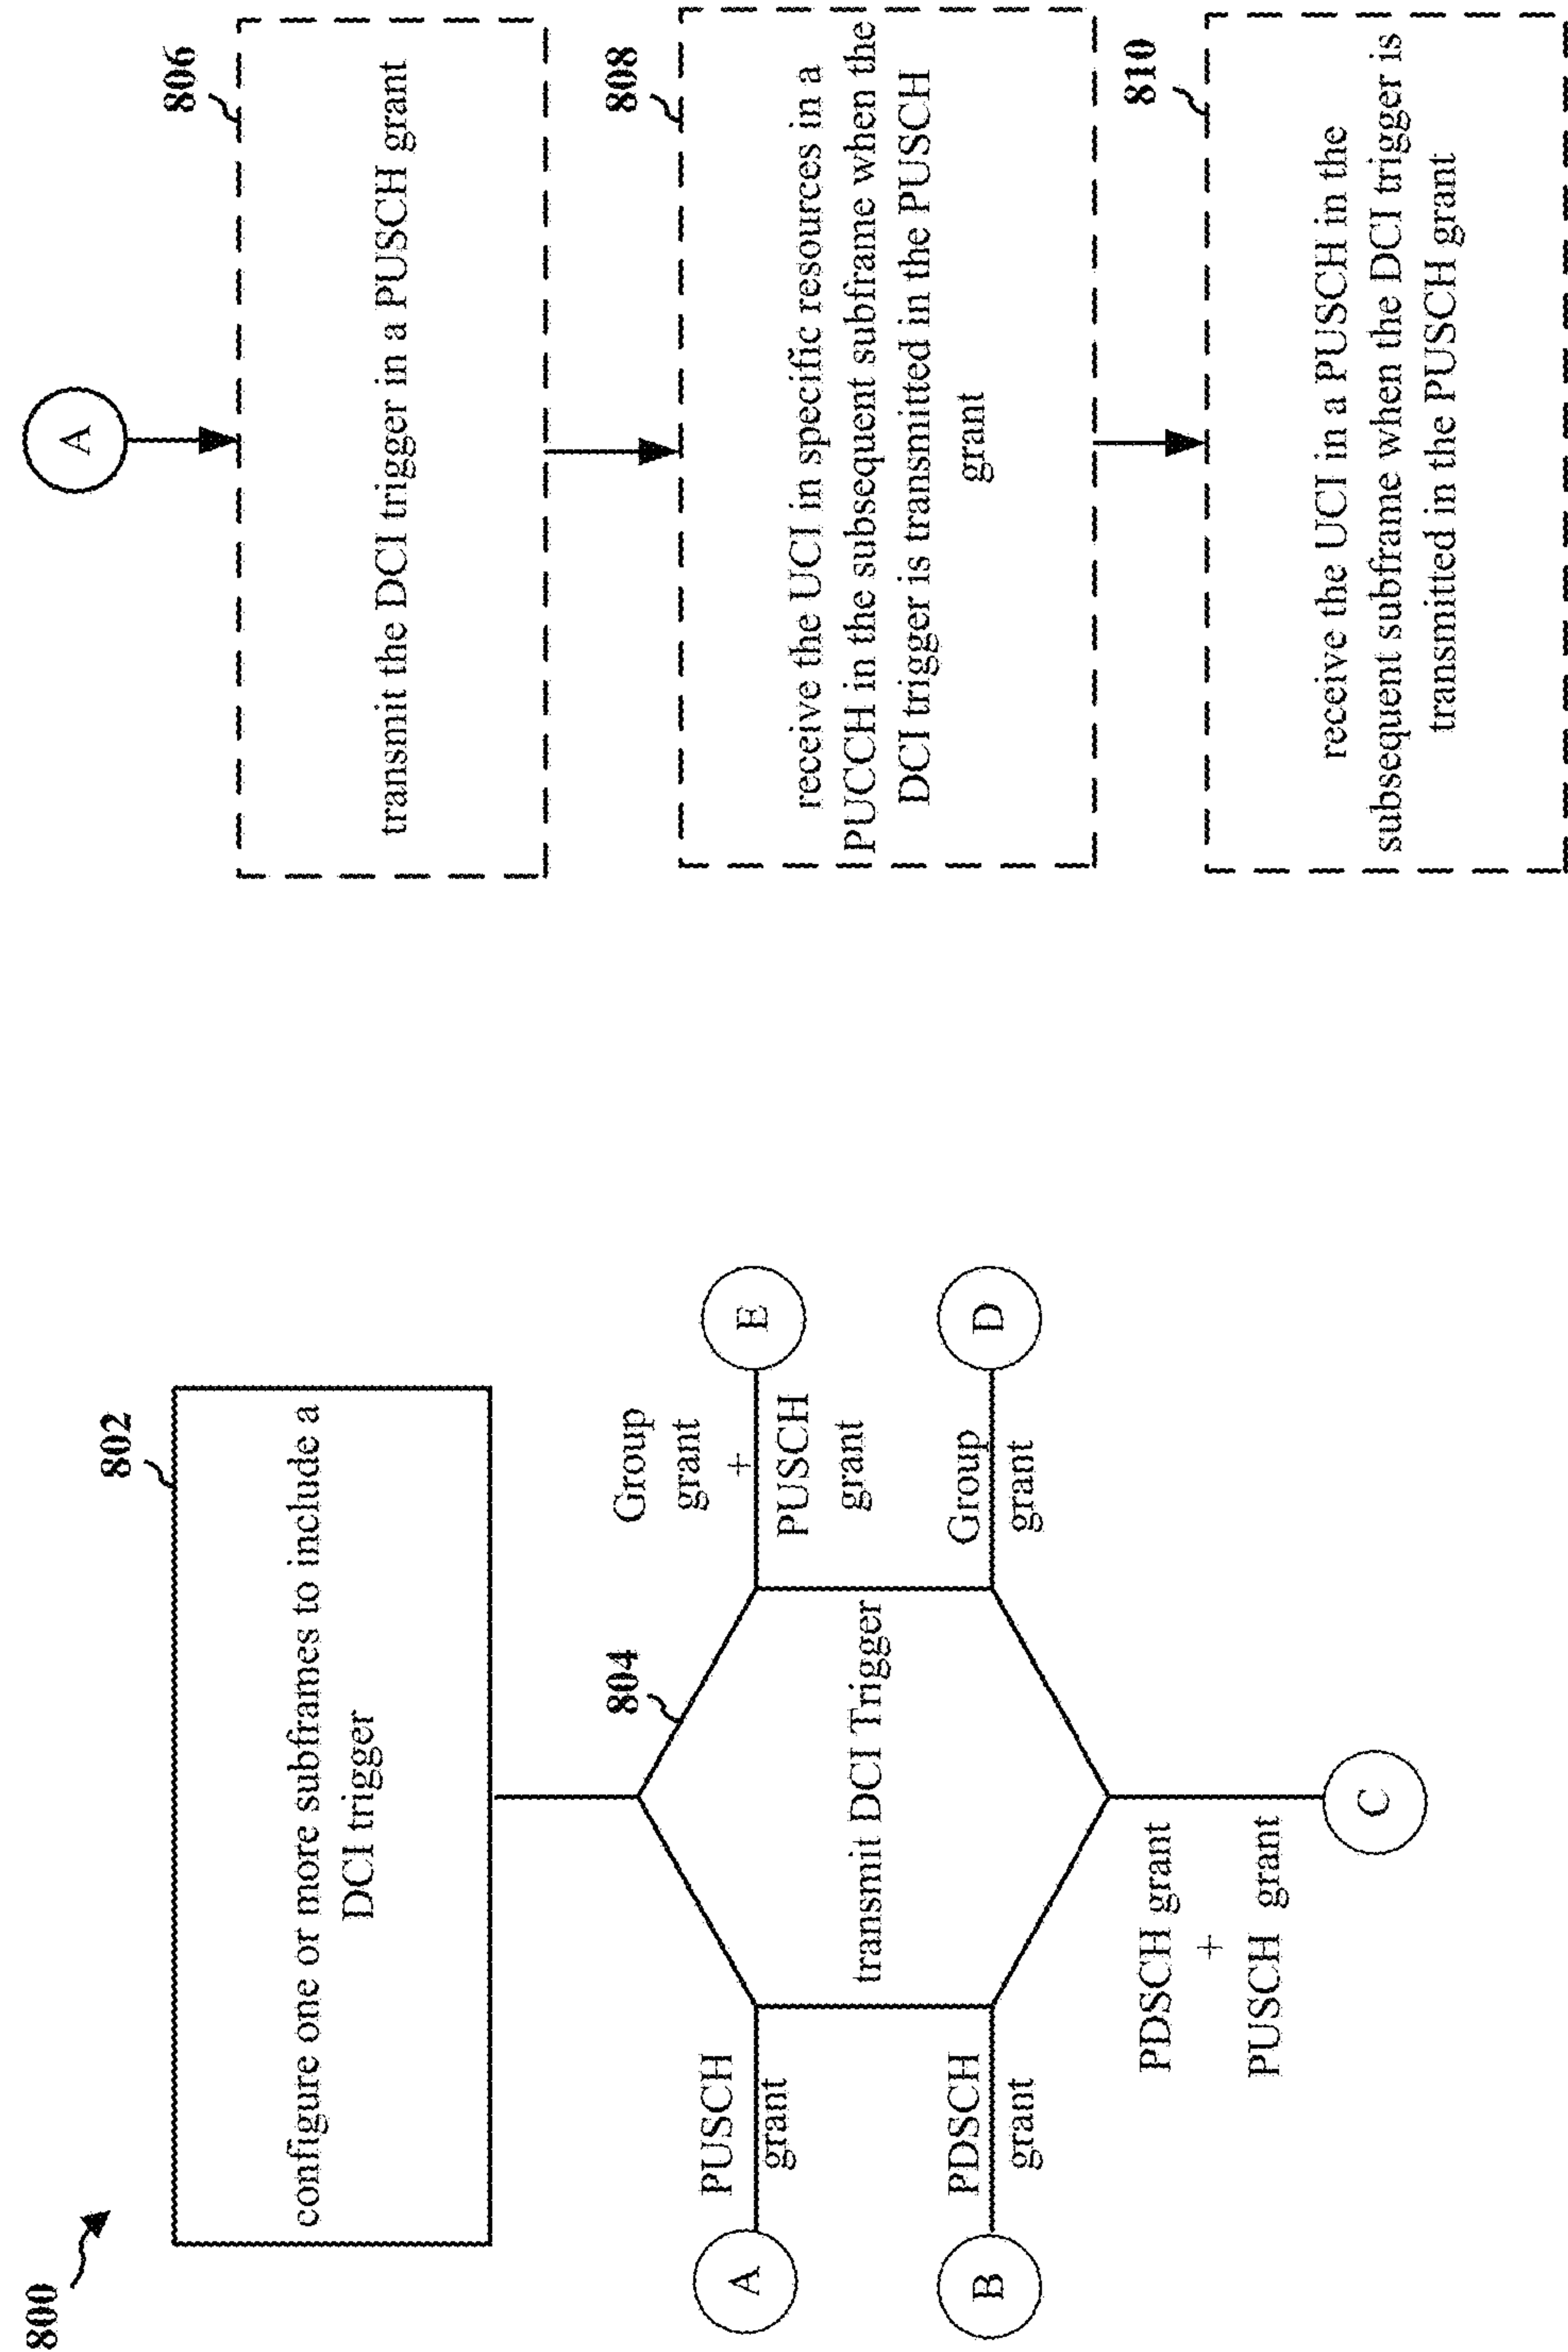 800
802
configure one or more subframes to include a
DCI trigger
804
transmit DCI Trigger
A
PUSCH
grant
B
PDSCH
grant
C
PDSCH grant
+
PUSCH grant
D
Group
grant
E
Group
grant
+
PUSCH
grant
A
806
transmit the DCI trigger in a PUSCH grant
808
receive the UCI in specific resources in a
PUCCH in the subsequent subframe when the
DCI trigger is transmitted in the PUSCH
grant
810
receive the UCI in a PUSCH in the
subsequent subframe when the DCI trigger is
transmitted in the PUSCH grant